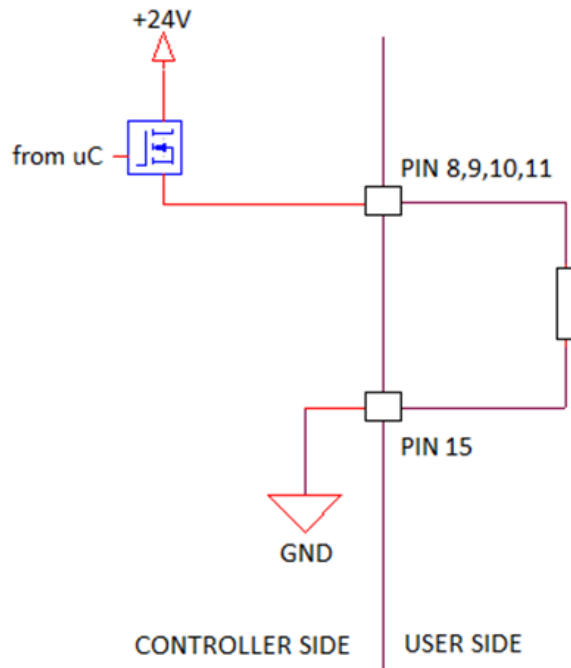 +24V
from uC
PIN 8,9,10,11
PIN 15
GND
CONTROLLER SIDE
USER SIDE